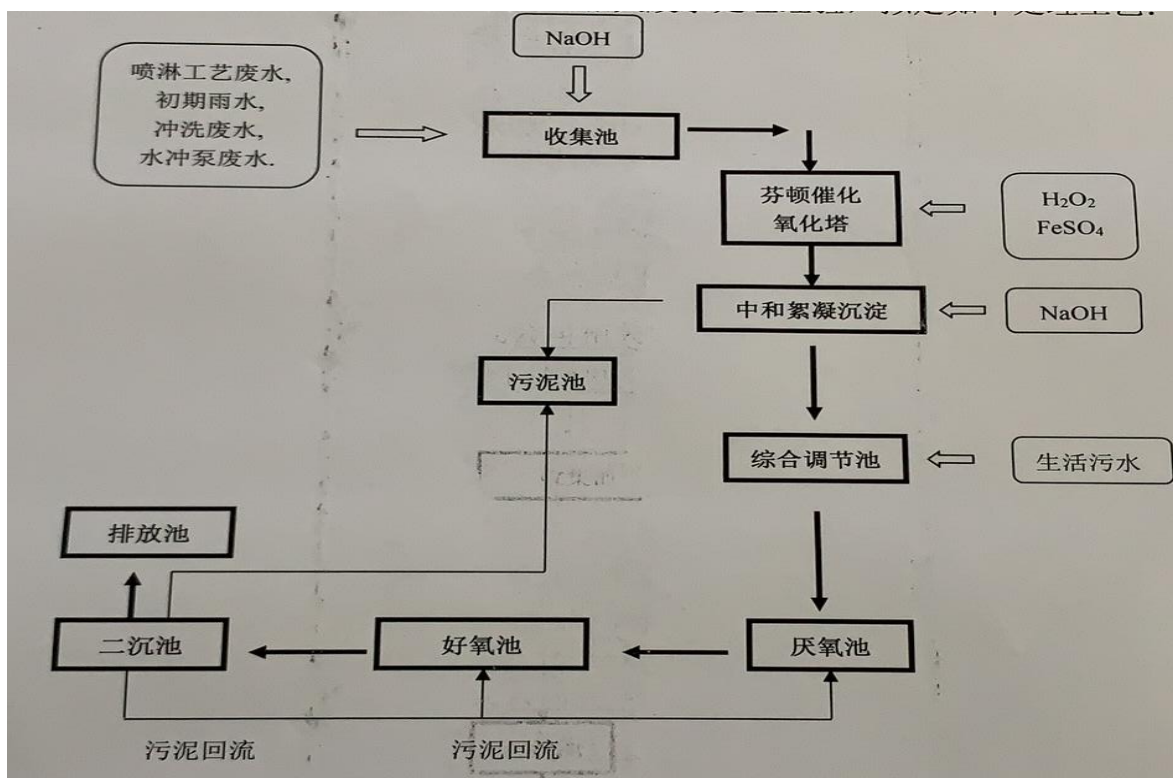 NaOH
喷淋工艺废水,
初期雨水,
冲洗废水,
水冲泵废水.
收集池
芬顿催化
氧化塔
H₂O₂
FeSO₄
中和絮凝沉淀
NaOH
污泥池
综合调节池
生活污水
排放池
二沉池
好氧池
厌氧池
污泥回流
污泥回流